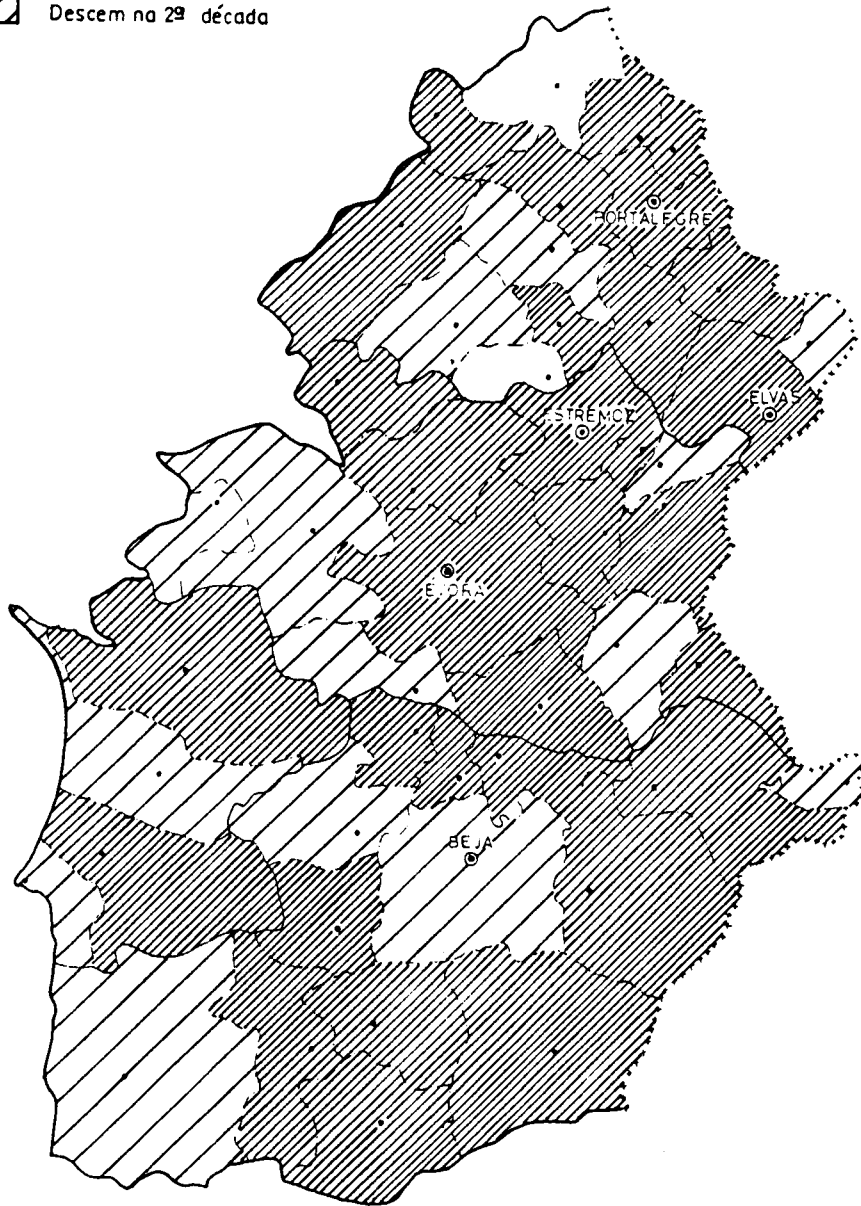 Descem na 2ª década
PORTALEGRE
ELVAS
ESTREMOZ
ÉVORA
BEJA